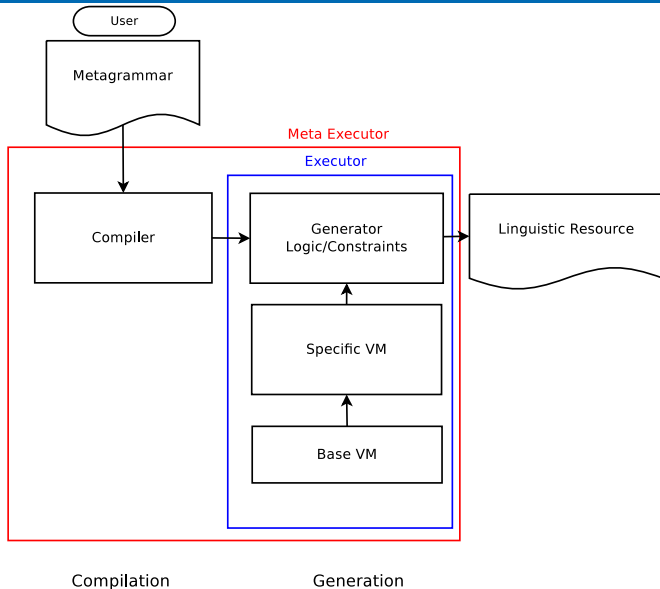 User
Metagrammar
Meta Executor
Executor
Compiler
Generator
Logic/Constraints
Linguistic Resource
Specific VM
Base VM
Compilation
Generation